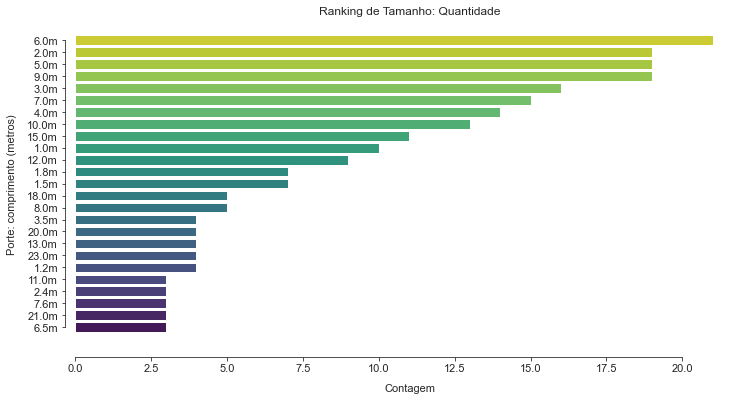 Ranking de Tamanho: Quantidade
Porte: comprimento (metros)
6.0m
2.0m
5.0m
9.0m
3.0m
7.0m
4.0m
10.0m
15.0m
1.0m
12.0m
1.8m
1.5m
18.0m
8.0m
3.5m
20.0m
13.0m
23.0m
1.2m
11.0m
2.4m
7.6m
21.0m
6.5m
0.0 2.5 5.0 7.5 10.0 12.5 15.0 17.5 20.0
Contagem